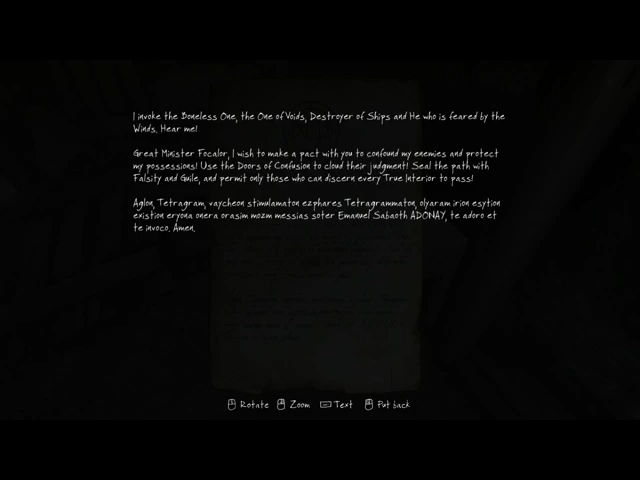 I invoke the Boneless One, the One of Voids, Destroyer of Ships and He who is feared by the
Winds. Hear me!
Great Minister Focalor, I wish to make a pact with you to confound my enemies and protect
my possessions! Use the Doors of Confusion to cloud their judgment! Seal the path with
Falsity and Guile, and permit only those who can discern every True Interior to pass!
Aglon, Tetragram, vaycheon stimulamaton ezphares Tetragrammaton, olyaram irion esytion
existion eryona onera orasim mozm messias soter Emanuel Sabaoth ADONAY, te adoro et
te invoco. Amen.
Rotate Zoom Text Put back